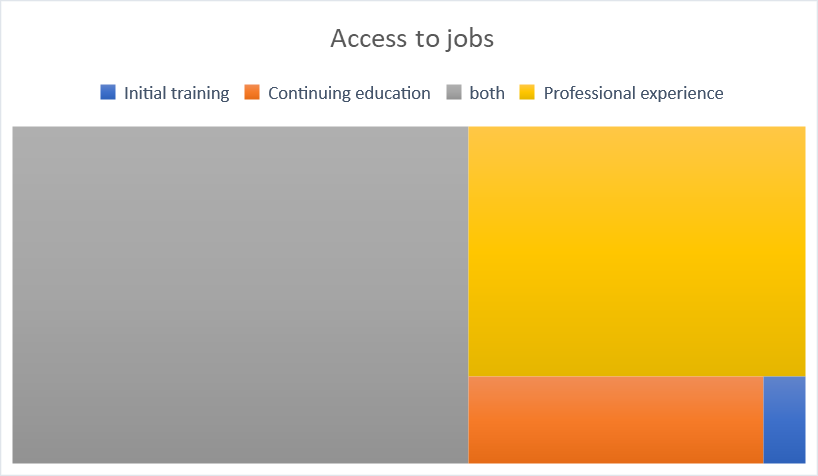 Access to jobs
Initial training Continuing education both Professional experience